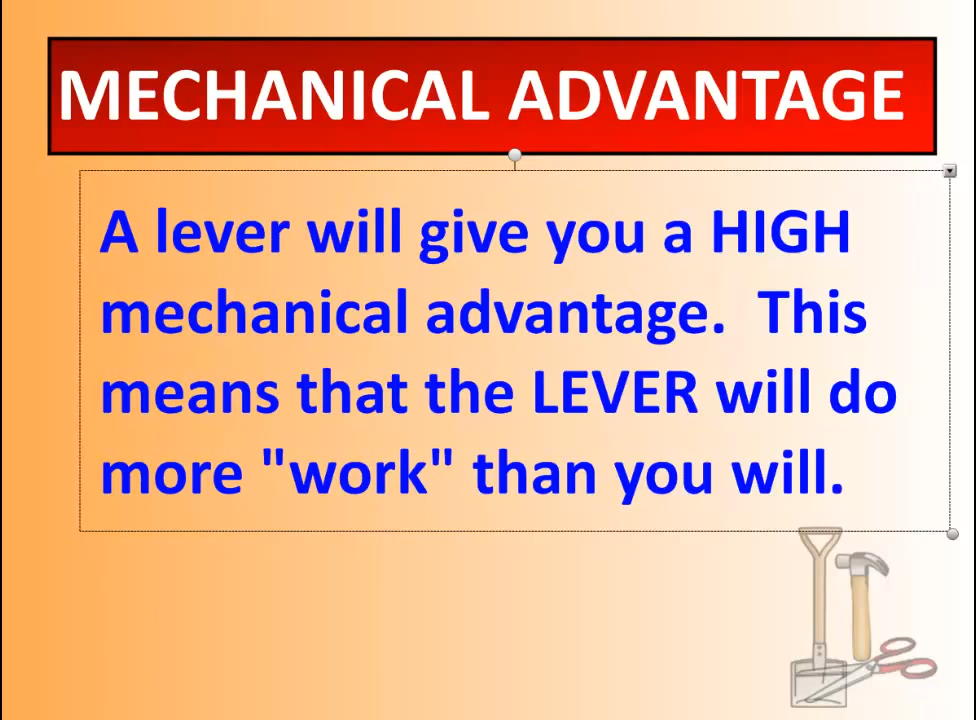 MECHANICAL ADVANTAGE
A lever will give you a HIGH
mechanical advantage.  This
means that the LEVER will do
more "work" than you will.